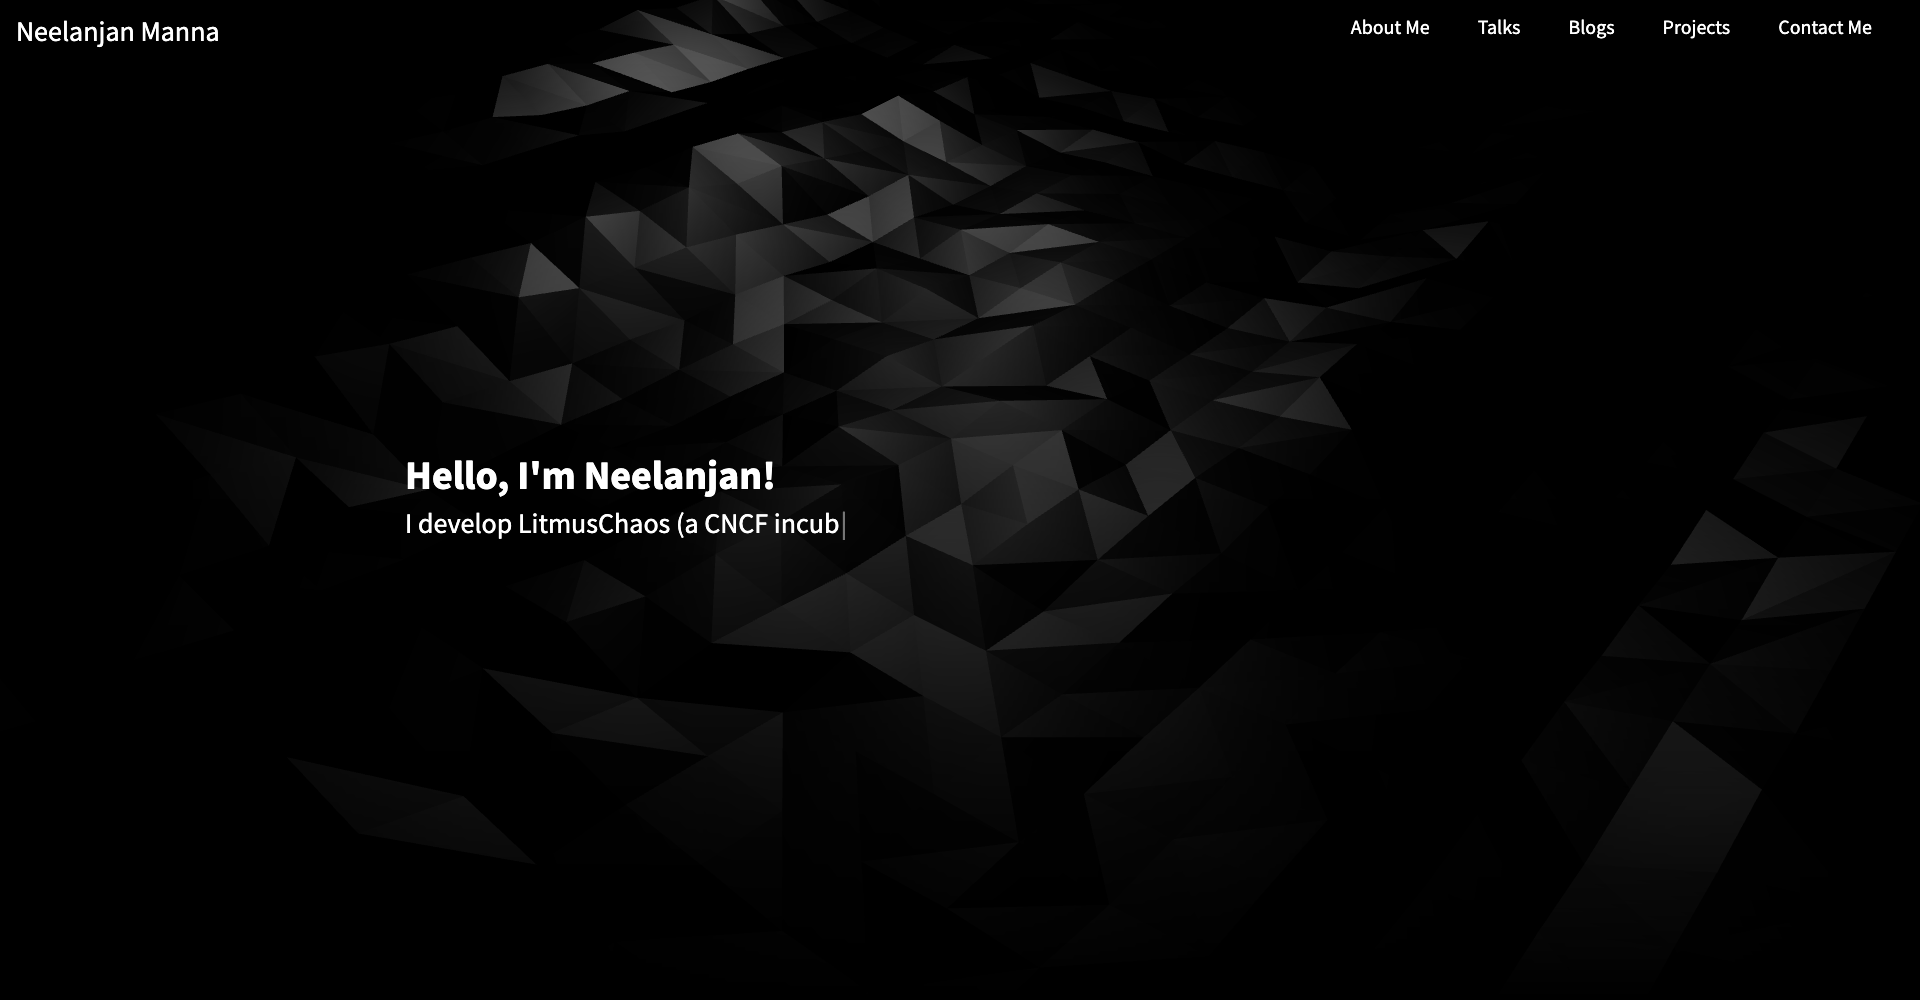 Neelanjan Manna
About Me Talks Blogs Projects Contact Me
Hello, I'm Neelanjan!
I develop LitmusChaos (a CNCF incub